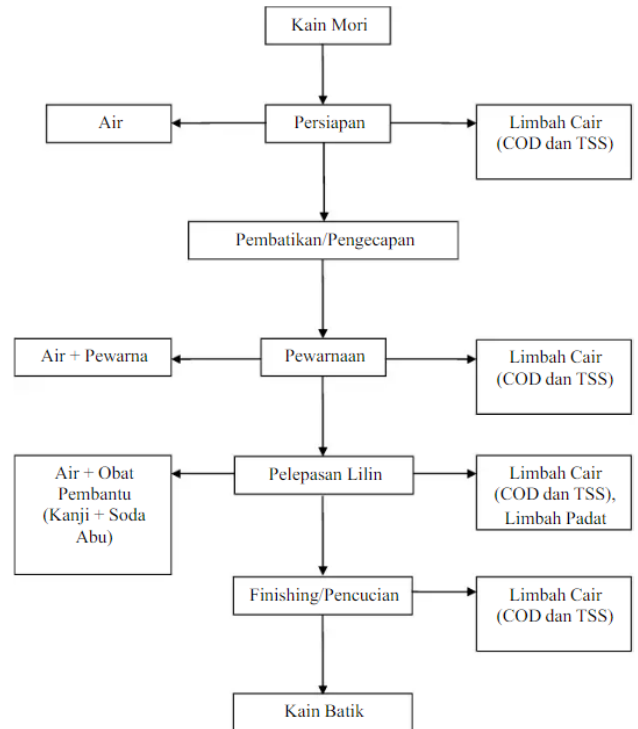 Kain Mori
Air
Persiapan
Limbah Cair
(COD dan TSS)
Pembatikan/Pengecapan
Air + Pewarna
Pewarnaan
Limbah Cair
(COD dan TSS)
Air + Obat
Pembantu
(Kanji + Soda
Abu)
Pelepasan Lilin
Limbah Cair
(COD dan TSS),
Limbah Padat
Finishing/Pencucian
Limbah Cair
(COD dan TSS)
Kain Batik